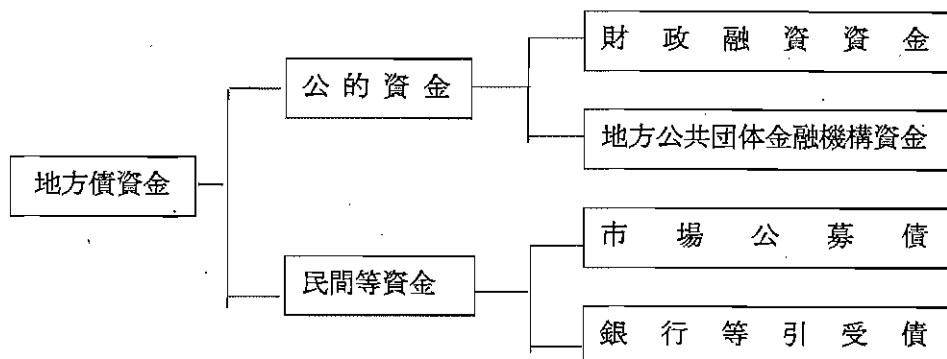 財政融資資金
公的資金
地方公共団体金融機構資金
地方債資金
市場公募債
民間等資金
銀行等引受債